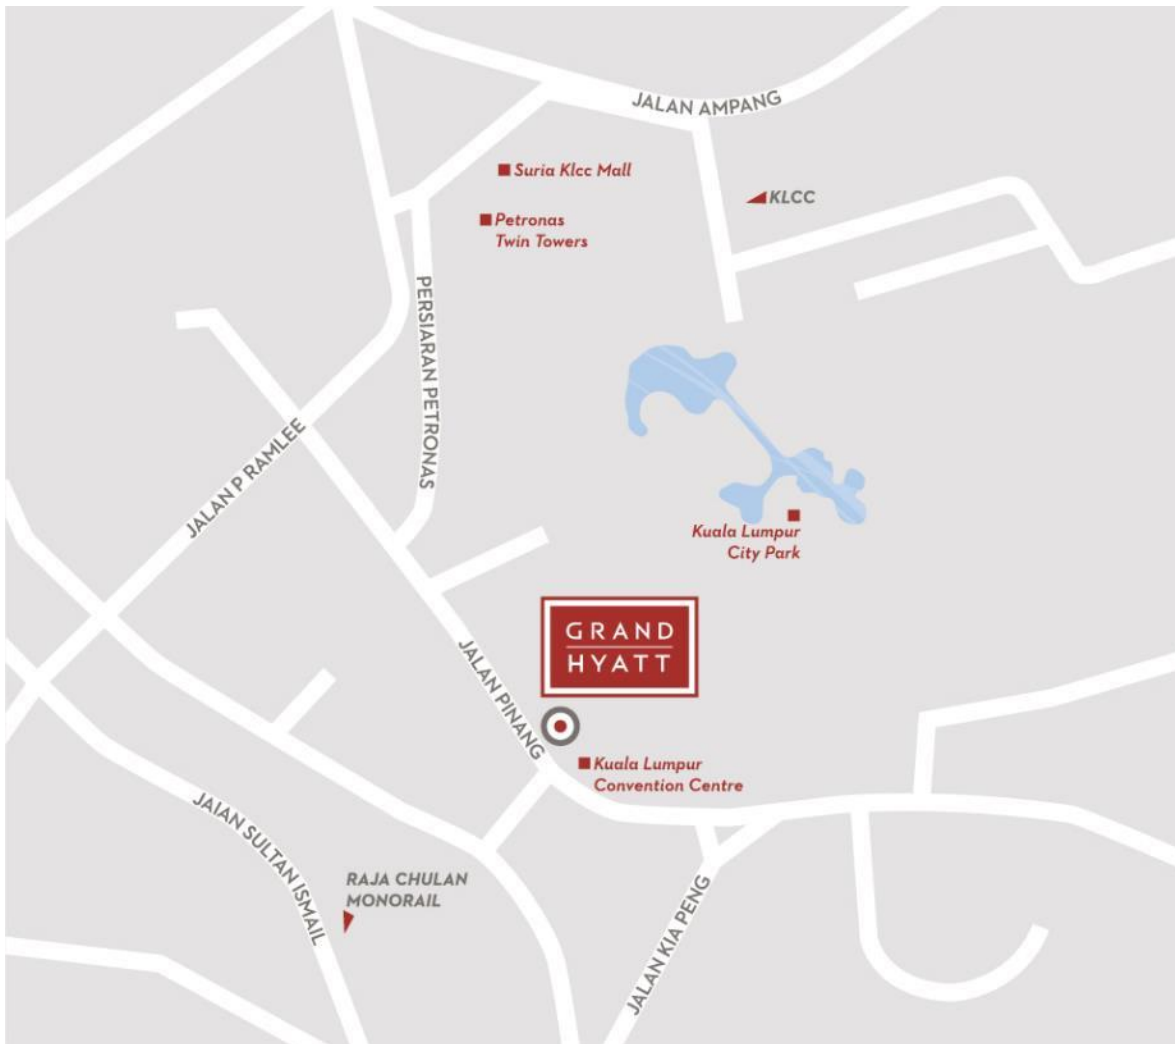 JALAN AMPANG
Suria Klcc Mall
KLCC
Petronas
Twin Towers
PERSIARAN PETRONAS
JALAN P RAMLEE
Kuala Lumpur
City Park
GRAND
HYATT
JALAN PINANG
Kuala Lumpur
Convention Centre
JAIAN SULTAN ISMAIL
RAJA CHULAN
MONORAIL
JALAN KIA PENG